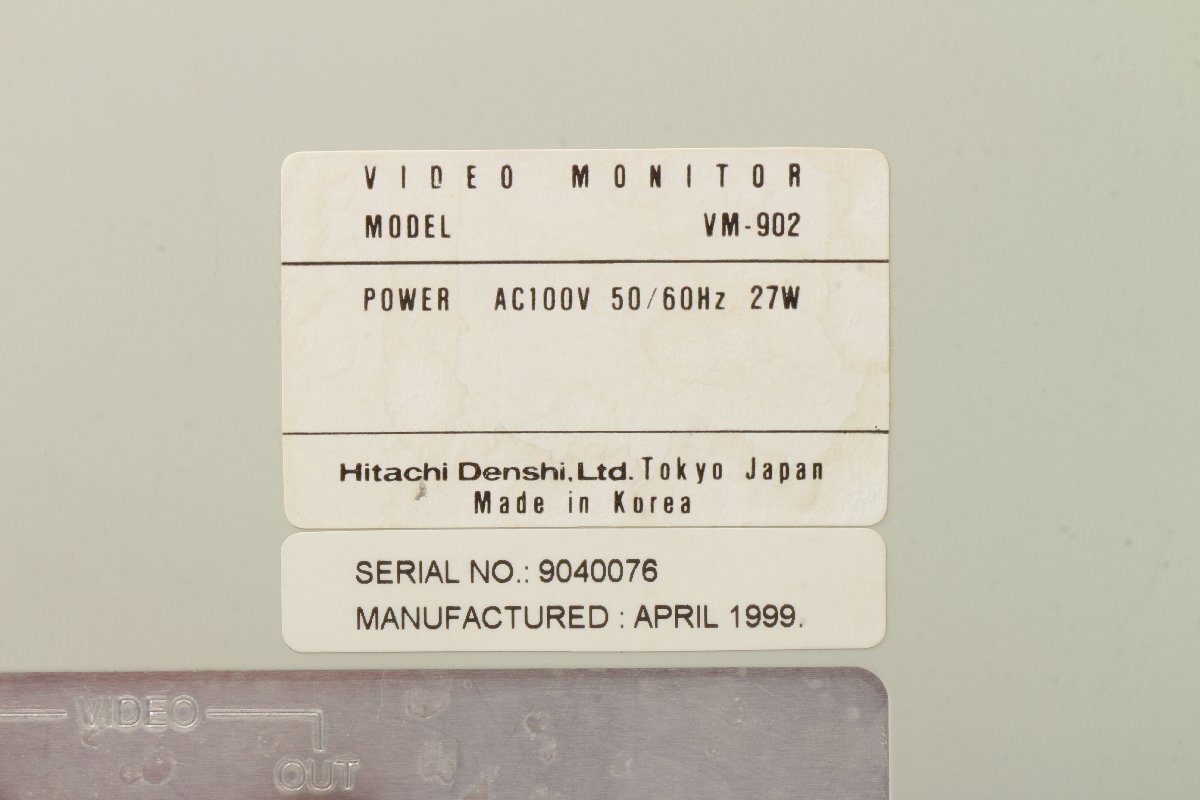 VIDEO MONITOR
MODEL VM-902
POWER AC100V 50/60Hz 27W
Hitachi Denshi, Ltd. Tokyo Japan
Made in Korea
SERIAL NO.: 9040076
MANUFACTURED : APRIL 1999.
VIDEO
OUT